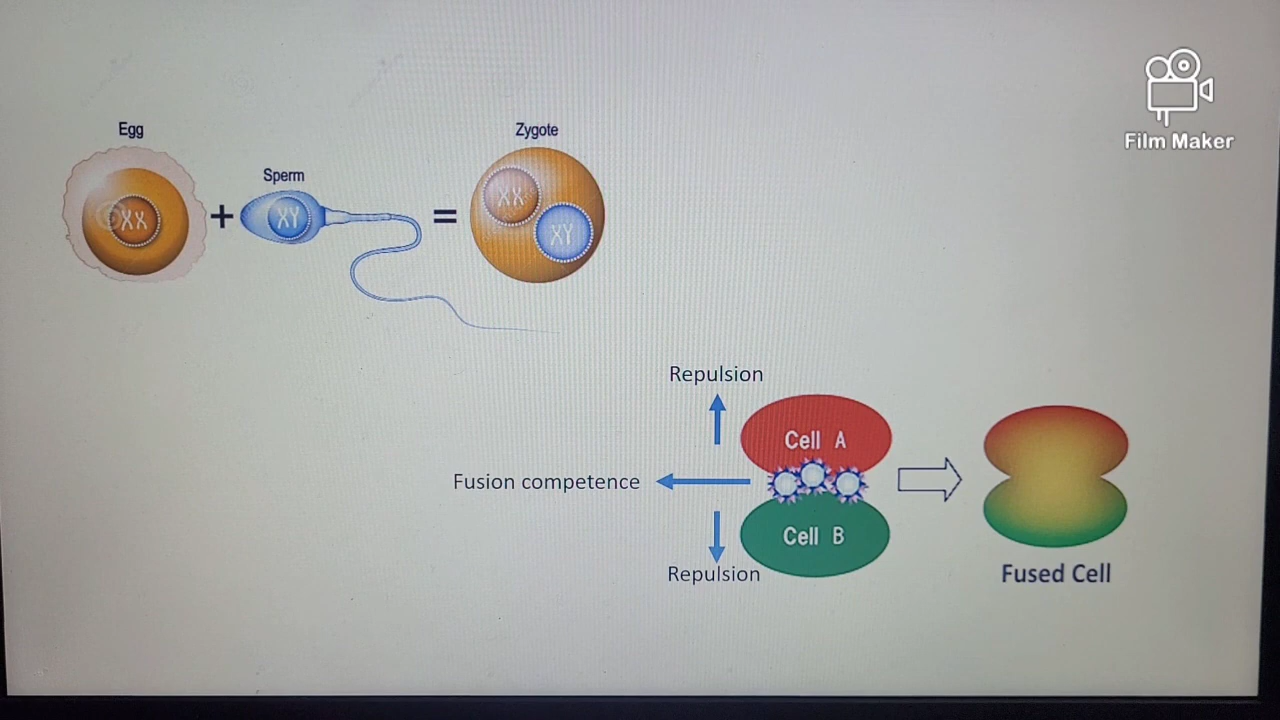 Film Maker
Egg
Zygote
Sperm
XX
+
XY
=
XX
XY
Repulsion
Cell A
Fusion competence
Cell B
Repulsion
Fused Cell